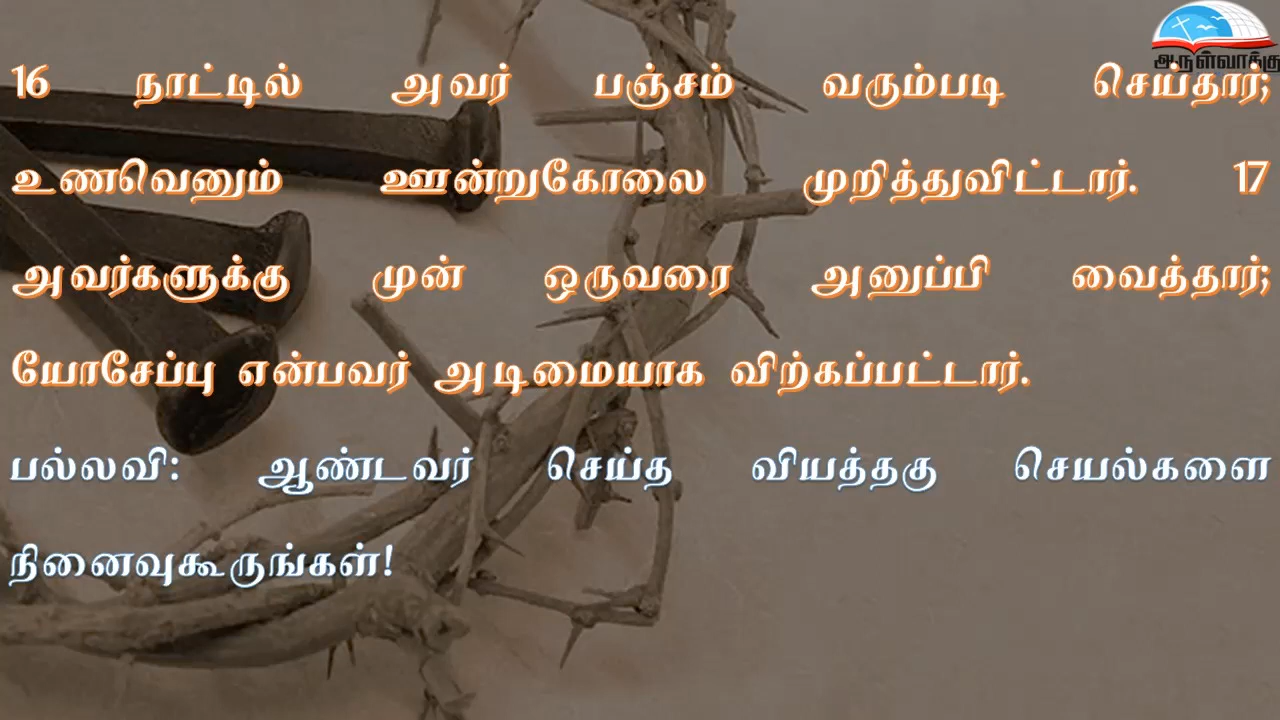 அருள்வாக்கு
16 நாட்டில் அவர் பஞ்சம் வரும்படி செய்தார்;
உணவெனும் ஊன்றுகோலை முறித்துவிட்டார். 17
அவர்களுக்கு முன் ஒருவரை அனுப்பி வைத்தார்;
யோசேப்பு என்பவர் அடிமையாக விற்கப்பட்டார்.
பல்லவி: ஆண்டவர் செய்த வியத்தகு செயல்களை
நினைவுகூருங்கள்!